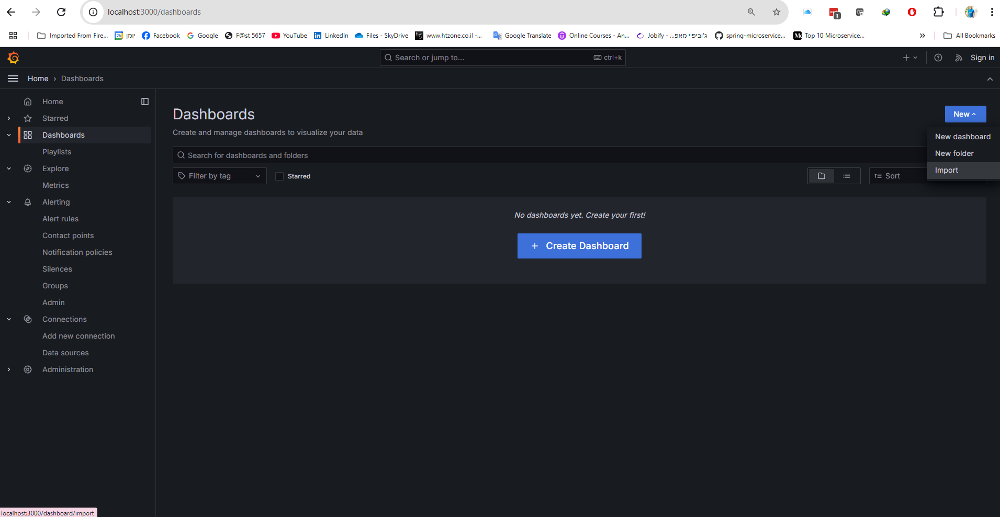 localhost:3000/dashboards
1
Imported From Fire...
26
יומן
Facebook
Google
F@st 5657
YouTube
LinkedIn
Files - SkyDrive
www.htzone.co.il -...
Google Translate
Online Courses - An...
ג'וביפיי מאפ... - Jobify
spring-microservice...
Top 10 Microservice...
All Bookmarks
Search or jump to...
ctrl+k
Sign in
Home › Dashboards
Home
Starred
Dashboards
Playlists
Explore
Metrics
Alerting
Alert rules
Contact points
Notification policies
Silences
Groups
Admin
Connections
Add new connection
Data sources
Administration
Dashboards
Create and manage dashboards to visualize your data
New
New dashboard
New folder
Import
Search for dashboards and folders
Filter by tag
Starred
Sort
No dashboards yet. Create your first!
+ Create Dashboard
localhost:3000/dashboard/import